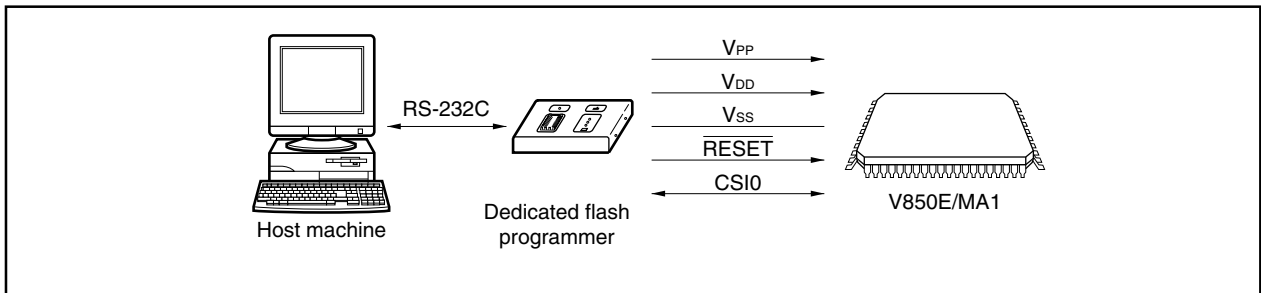 RS-232C
Host machine
Dedicated flash
programmer
VPP
VDD
VSS
RESET
CSI0
V850E/MA1